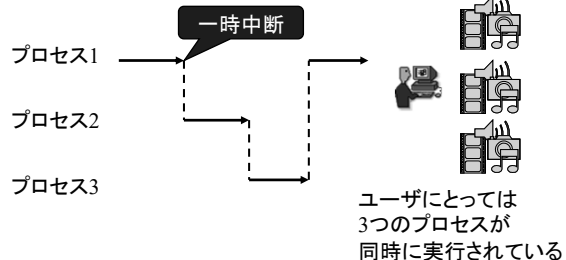 一時中断
プロセス1
プロセス2
プロセス3
ユーザにとっては
3つのプロセスが
同時に実行されている